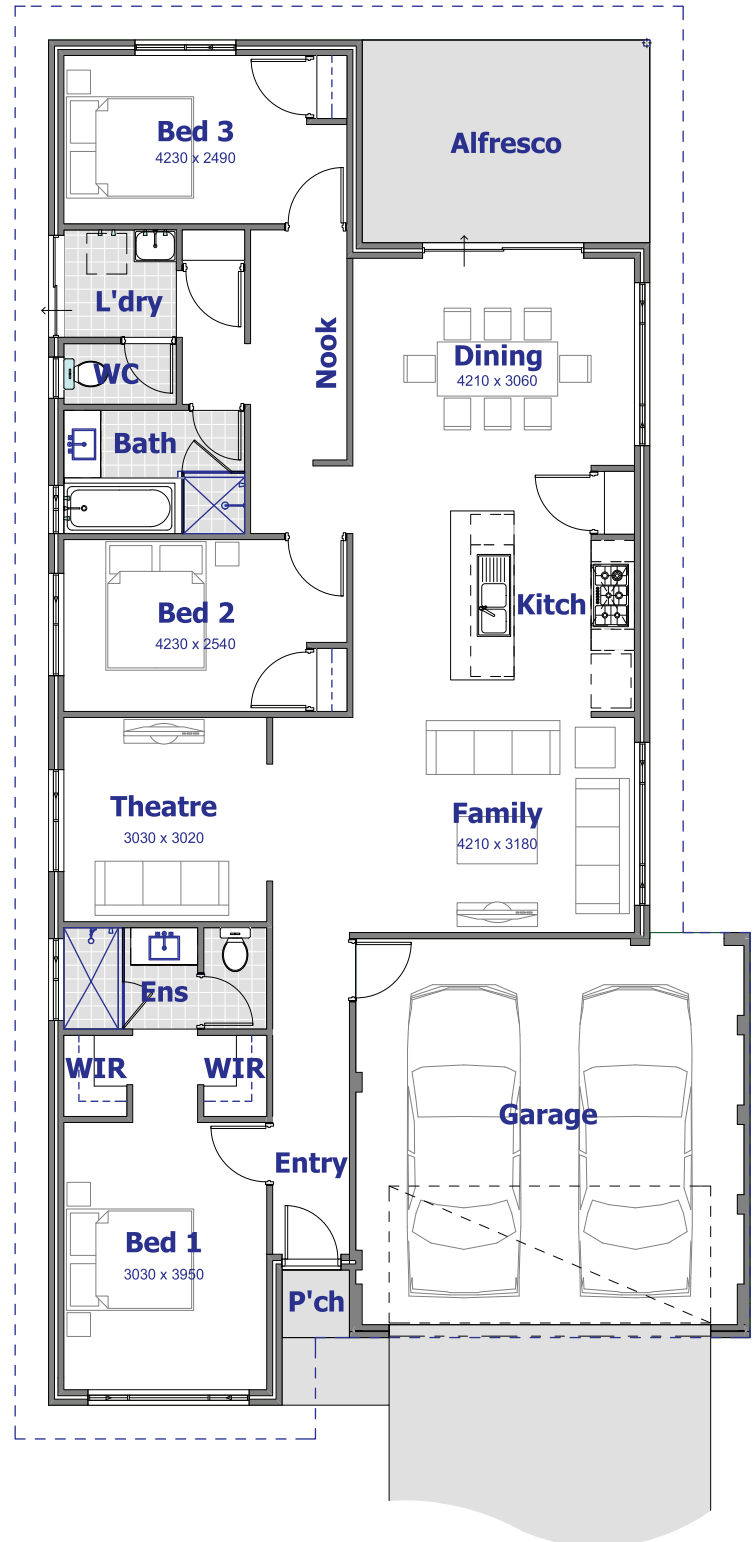 Bed 3
4230 x 2490
Alfresco
L'dry
Nook
Dining
4210 x 3060
WC
Bath
Kitch
Bed 2
4230 x 2540
Theatre
3030 x 3020
Family
4210 x 3180
Ens
WIR
WIR
Garage
Entry
Bed 1
3030 x 3950
P'ch